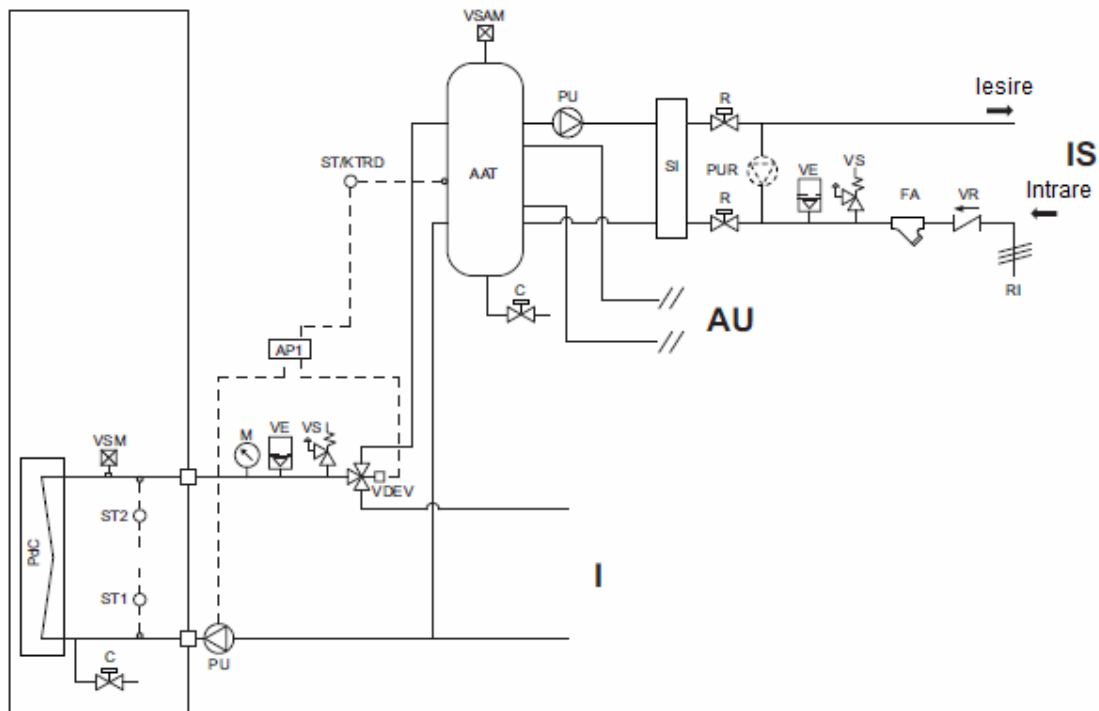 VSAM
Iesire
PU
R
IS
ST/KTRD
AAT
SI
PUR
VE
VS
FA
VR
Intrare
R
RI
C
AU
AP1
VSM
M
VE
VSI
VDEV
ST2
PdC
I
ST1
C
PU